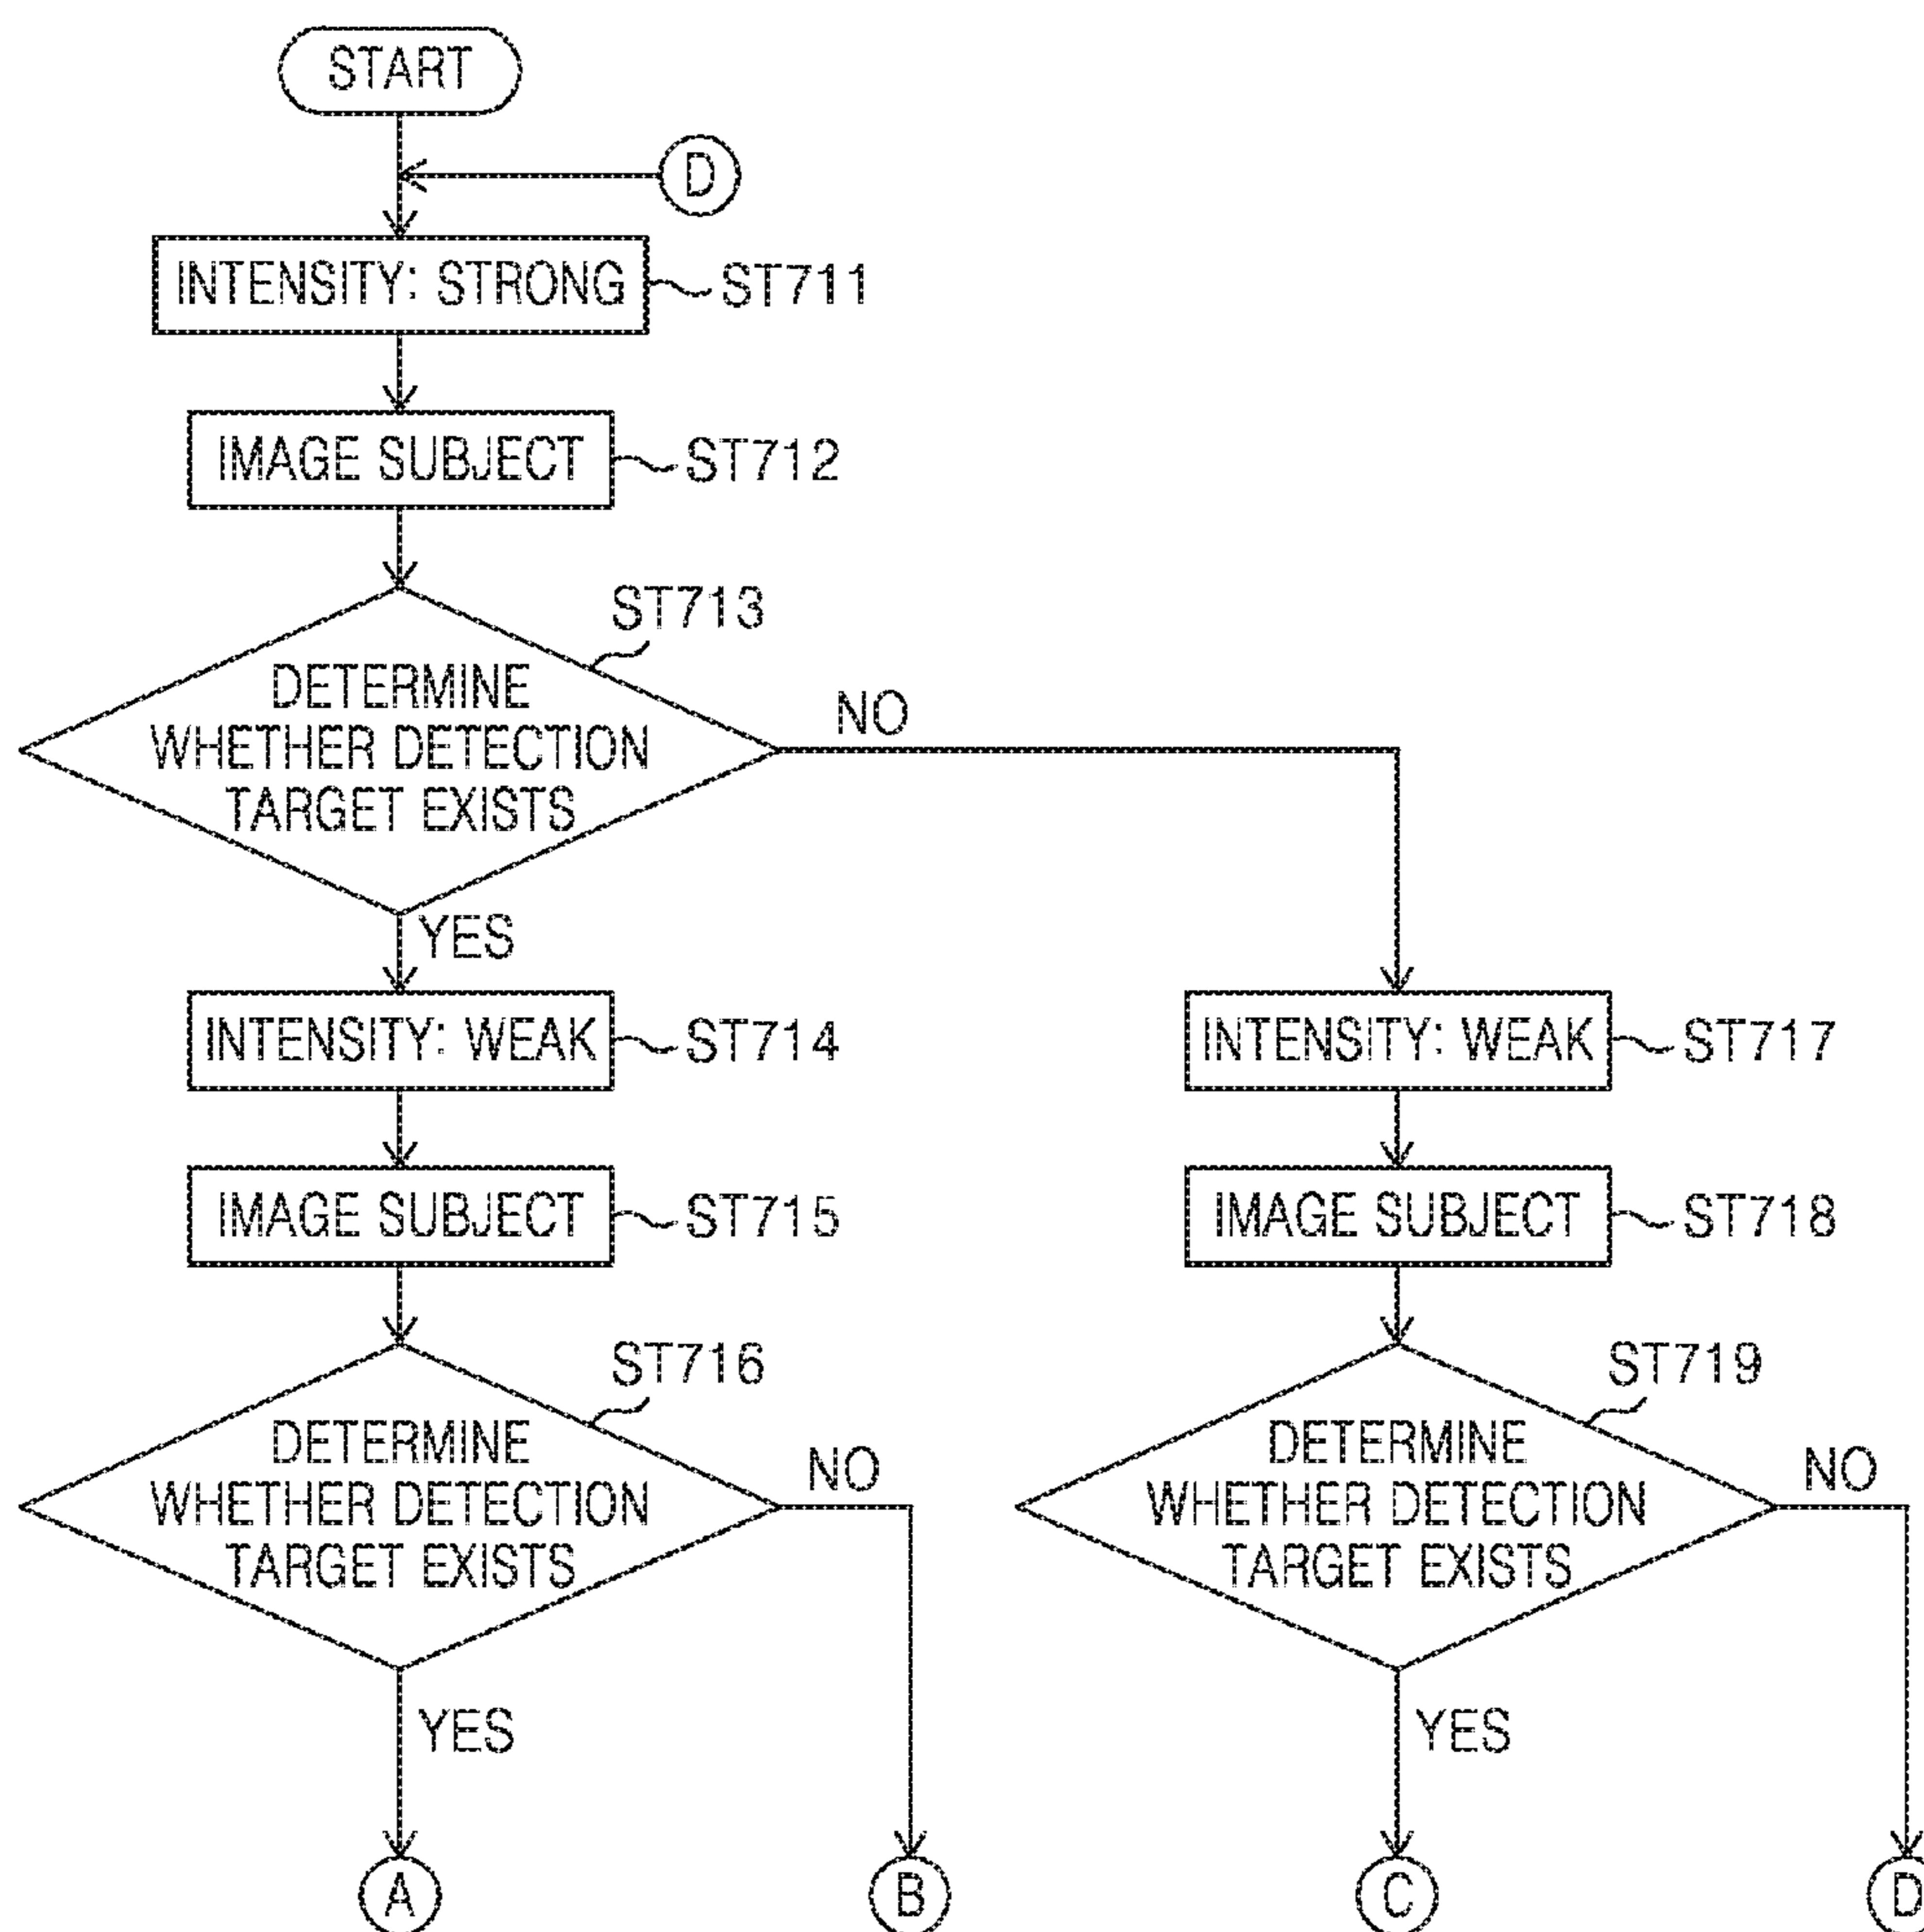 START
D
INTENSITY: STRONG
ST711
IMAGE SUBJECT
ST712
ST713
DETERMINE
WHETHER DETECTION
TARGET EXISTS
NO
YES
INTENSITY: WEAK
ST714
INTENSITY: WEAK
ST717
IMAGE SUBJECT
ST715
IMAGE SUBJECT
ST718
ST716
DETERMINE
WHETHER DETECTION
TARGET EXISTS
NO
YES
ST719
DETERMINE
WHETHER DETECTION
TARGET EXISTS
NO
YES
A
B
C
D